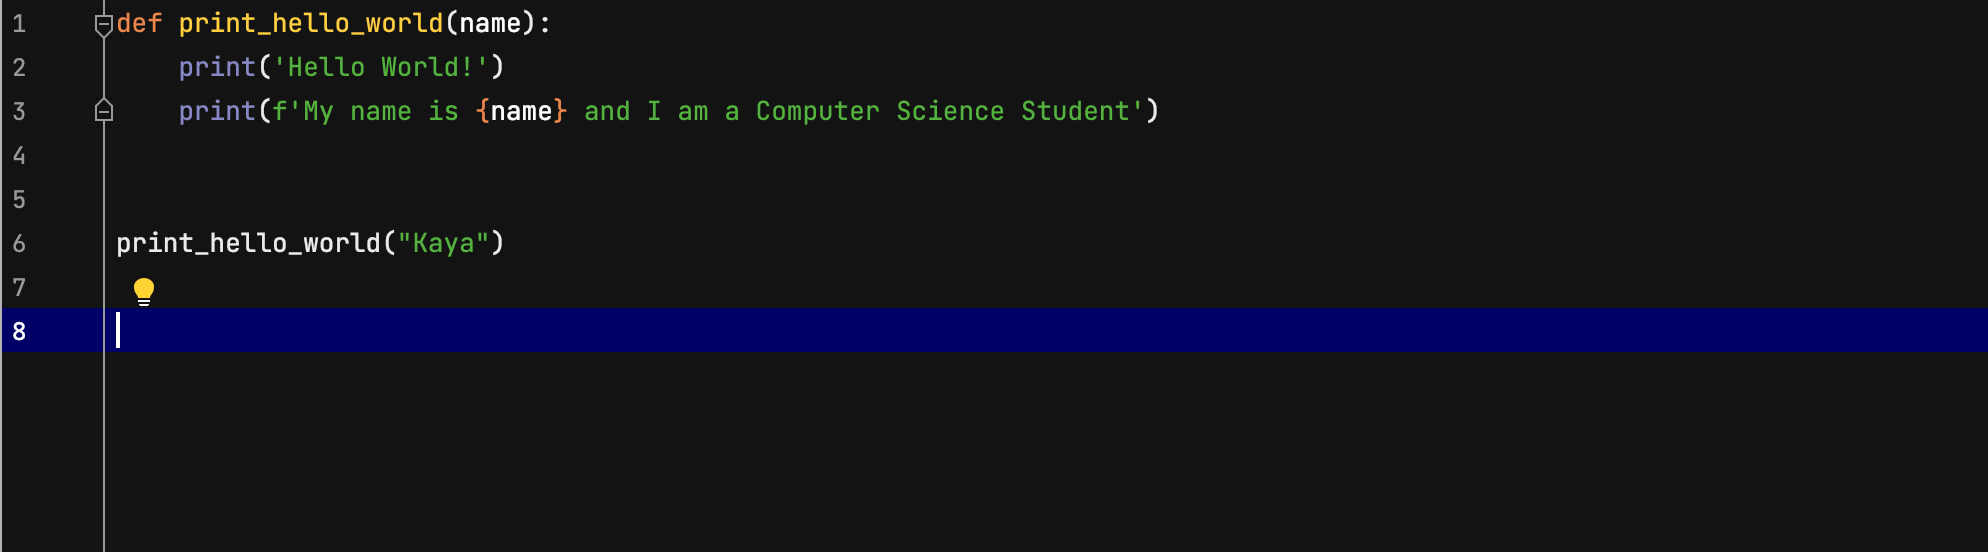 1 def print_hello_world(name):
2     print('Hello World!')
3     print(f'My name is {name} and I am a Computer Science Student')
4
5
6 print_hello_world("Kaya")
7
8